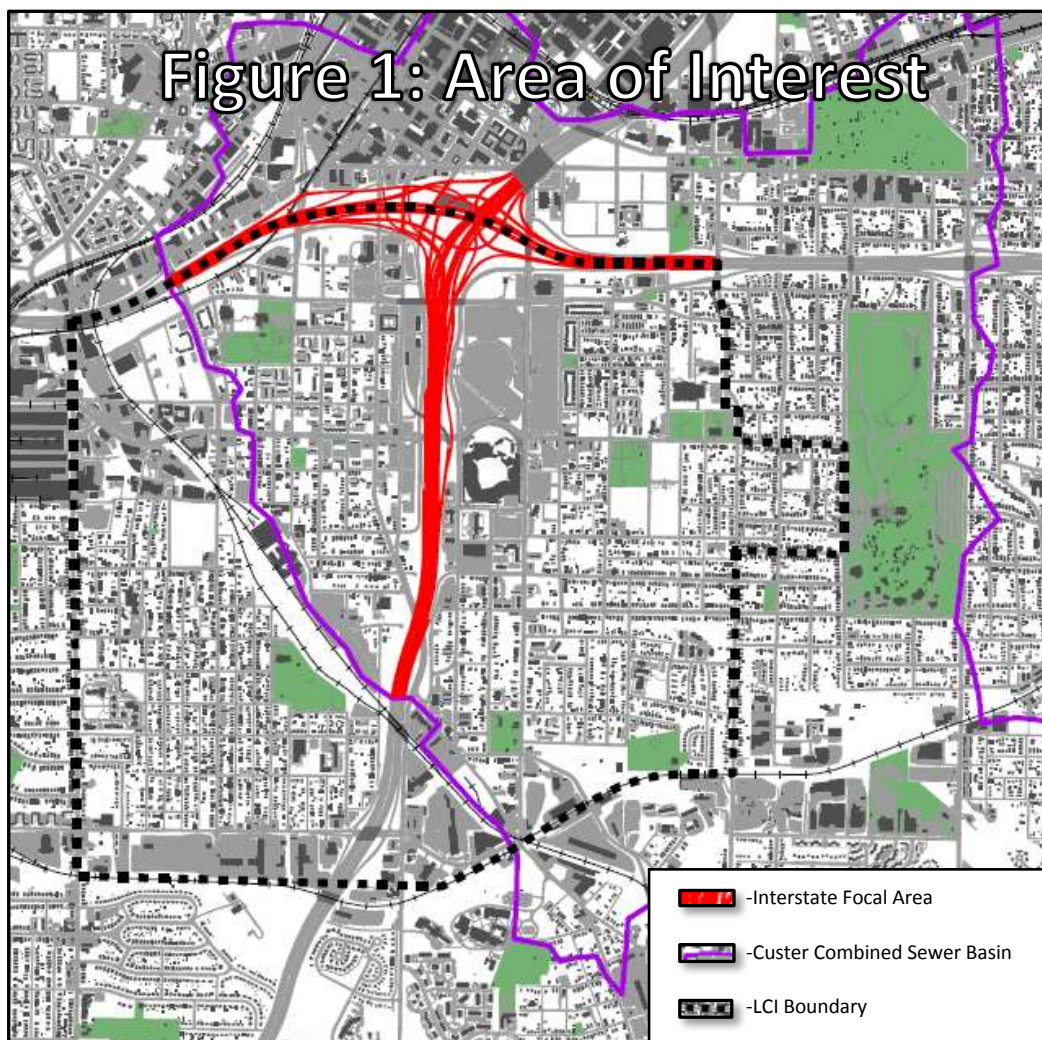 Figure 1: Area of Interest
-Interstate Focal Area
-Custer Combined Sewer Basin
-LCI Boundary